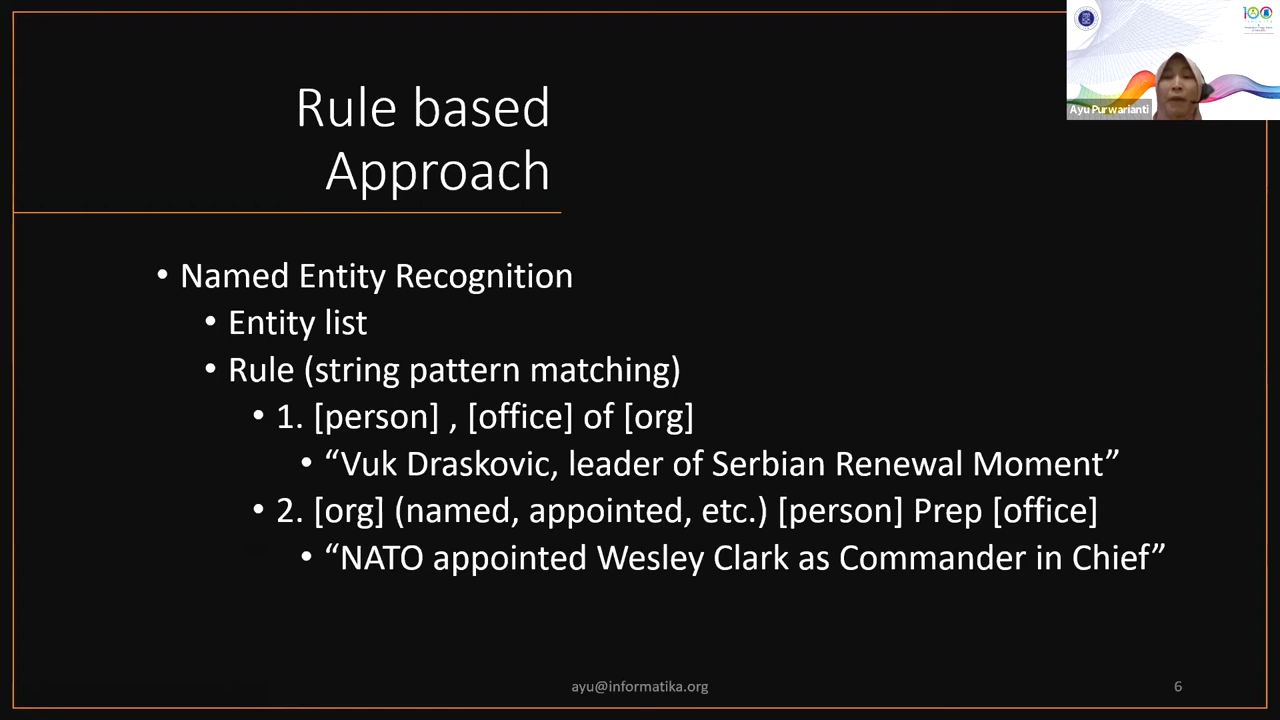 Rule based
Approach
• Named Entity Recognition
• Entity list
• Rule (string pattern matching)
• 1. [person] , [office] of [org]
• “Vuk Draskovic, leader of Serbian Renewal Moment”
• 2. [org] (named, appointed, etc.) [person] Prep [office]
• “NATO appointed Wesley Clark as Commander in Chief”
ayu@informatika.org
6
100
Ayu Purwarianti